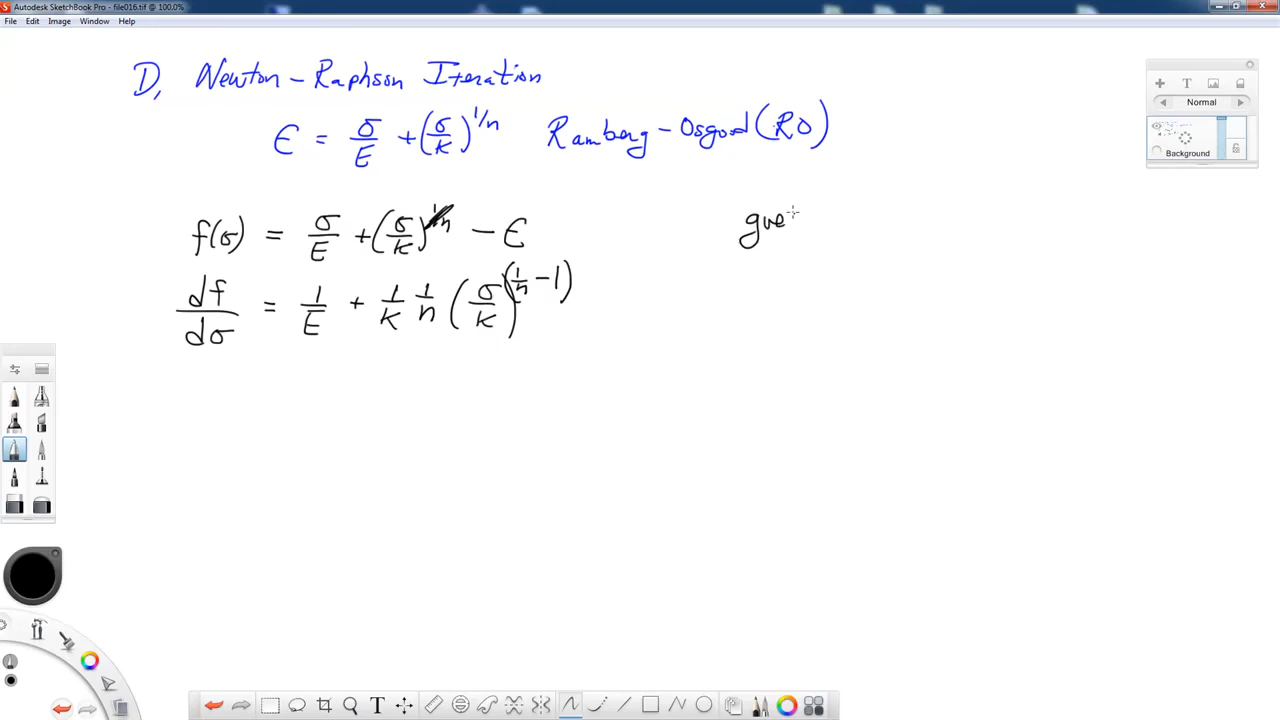 Autodesk SketchBook Pro - file016.tif @ 100.0%
File Edit Image Window Help
D, Newton-Raphson Iteration
ϵ = σ/E + (σ/K)^1/n Ramberg-Osgood (RO)
f(σ) = σ/E + (σ/K)^1/n - ϵ
gue
df/dσ = 1/E + 1/K 1/n (σ/K)^(1/n - 1)
T
Normal
Background
T